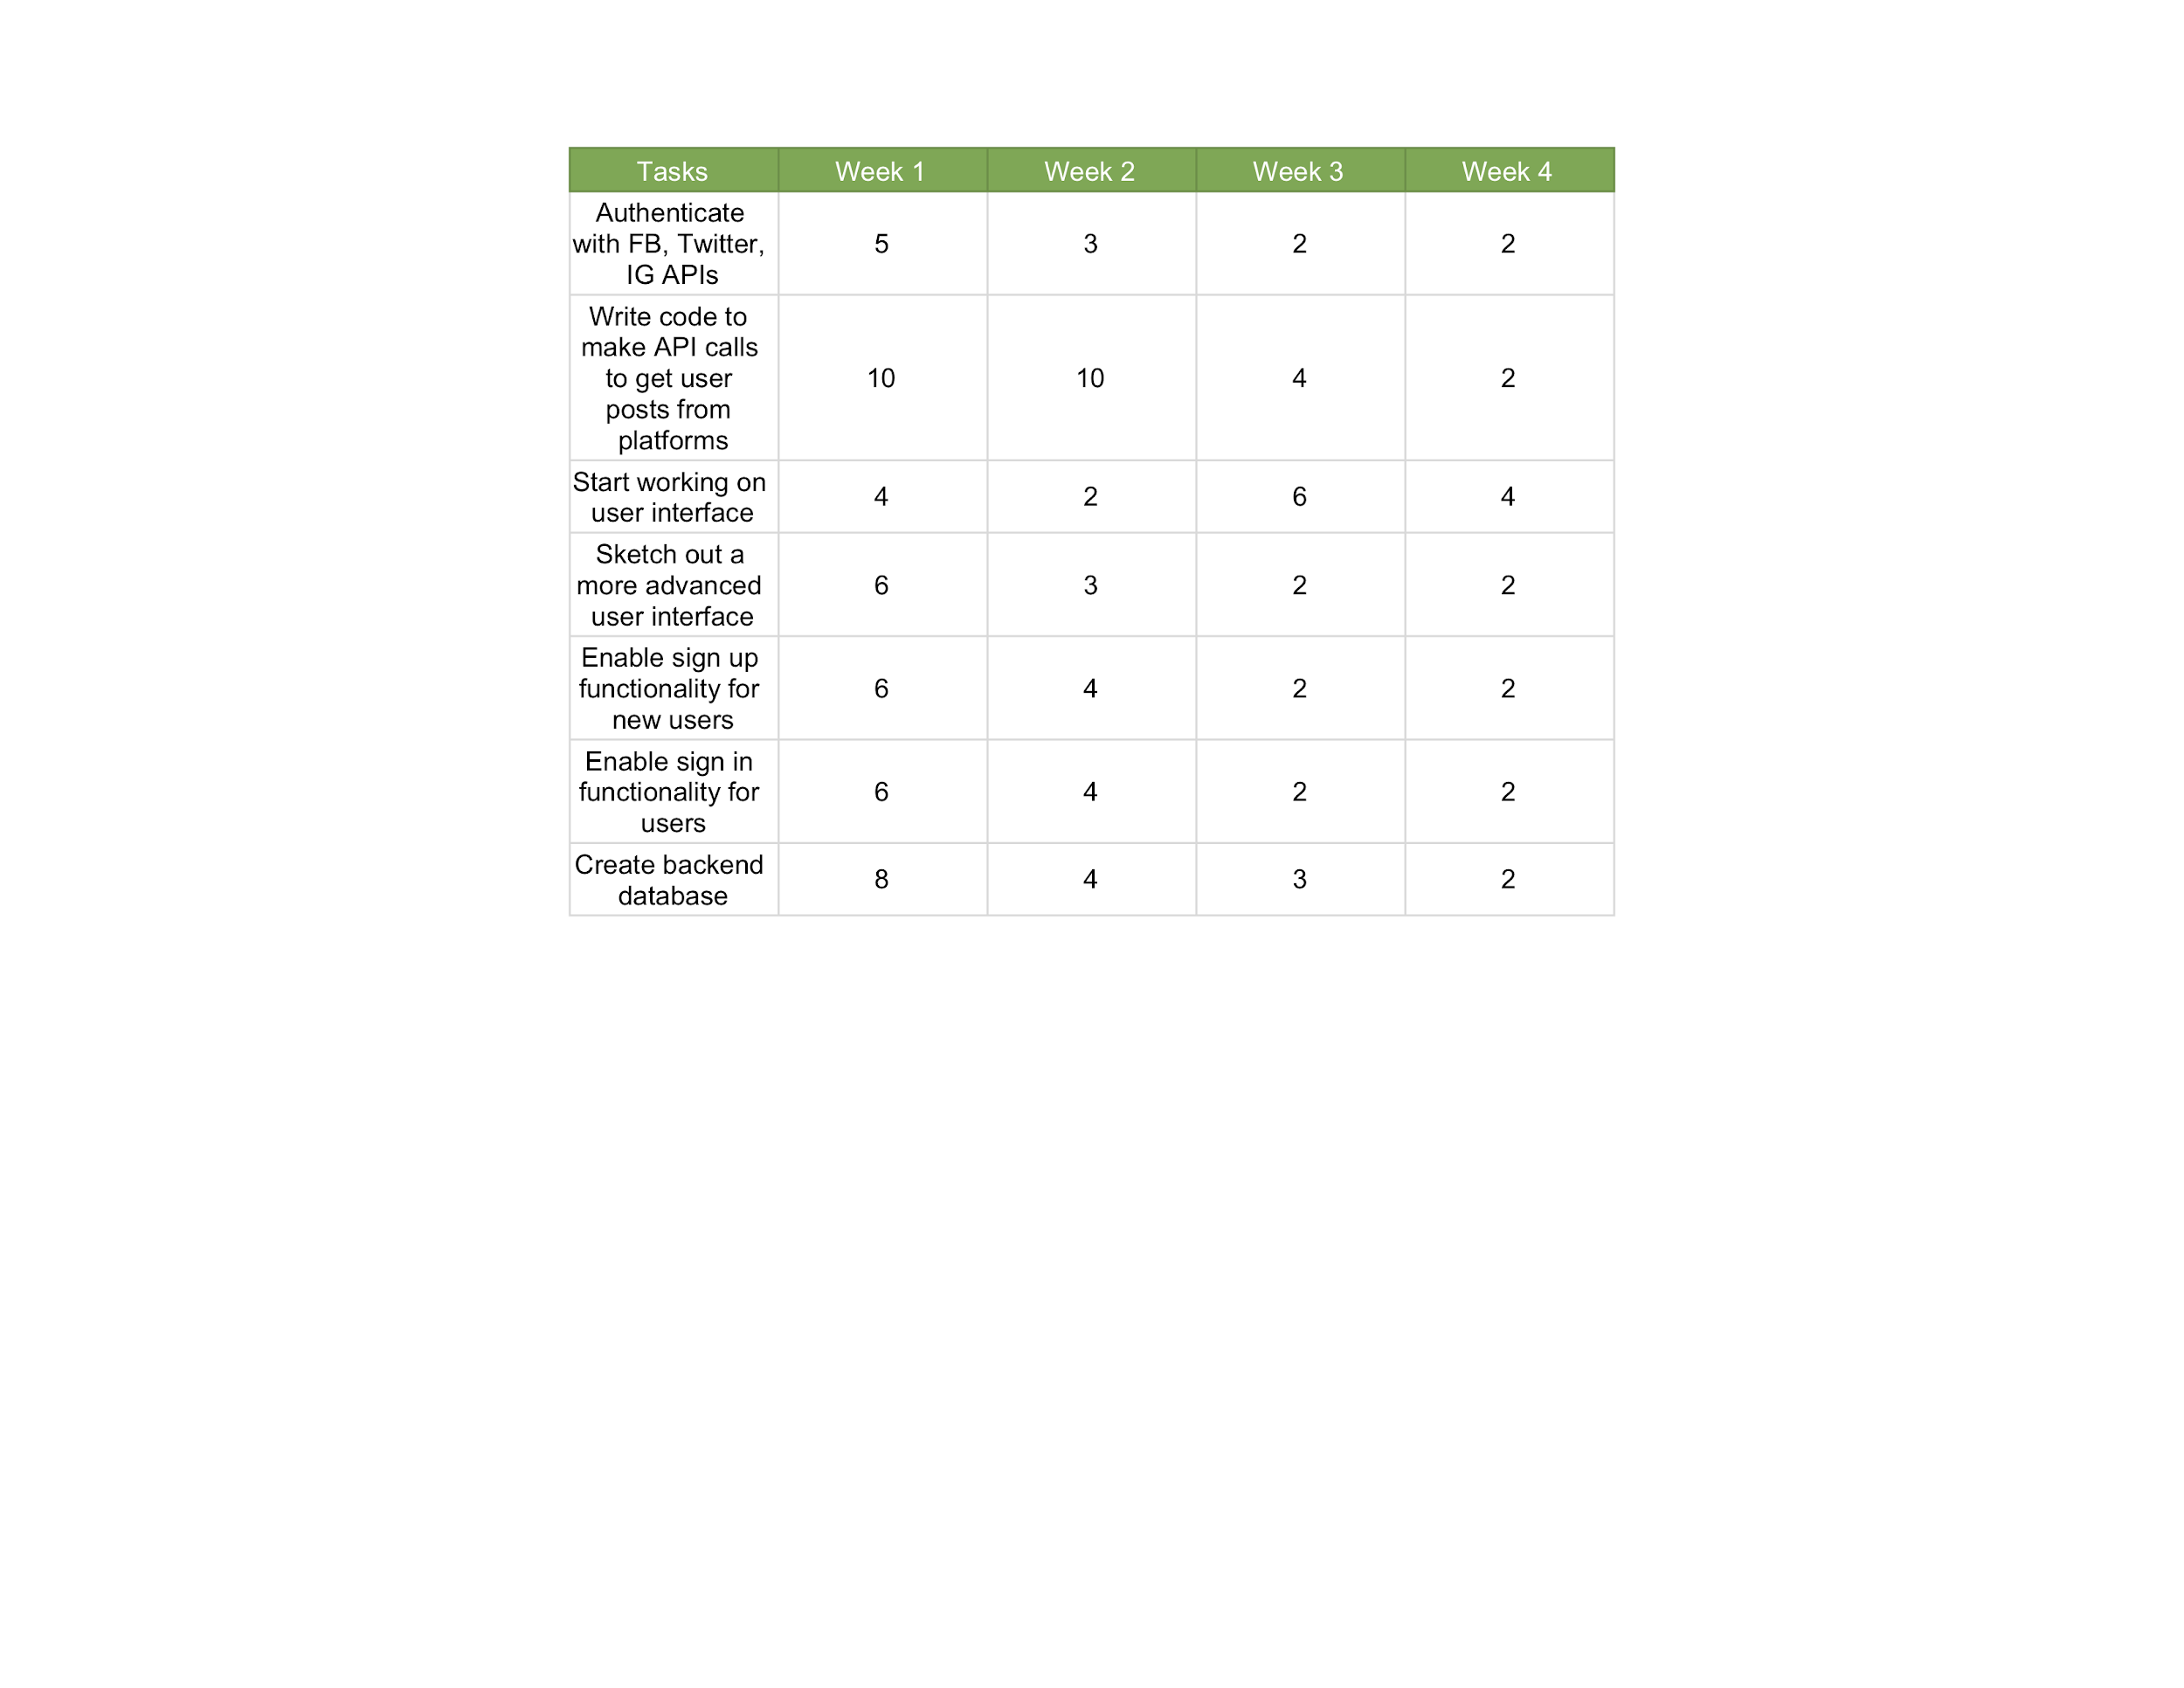 Tasks Week 1 Week 2 Week 3 Week 4
Authenticate
with FB, Twitter,
IG APIs
5 3 2 2
Write code to
make API calls
to get user
posts from
platforms
10 10 4 2
Start working on
user interface
4 2 6 4
Sketch out a
more advanced
user interface
6 3 2 2
Enable sign up
functionality for
new users
6 4 2 2
Enable sign in
functionality for
users
6 4 2 2
Create backend
database
8 4 3 2